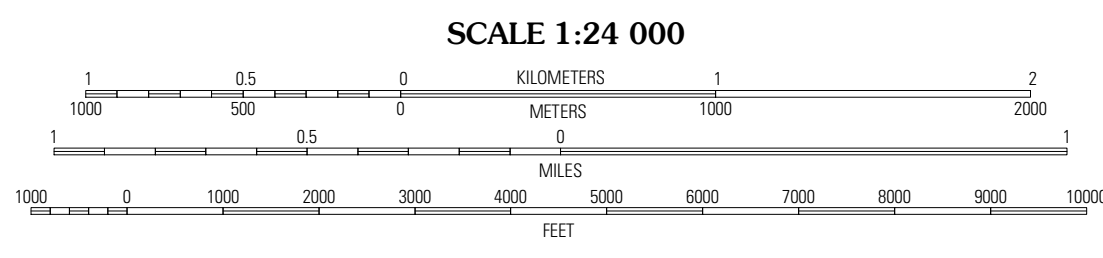 SCALE 1:24 000
1 0.5 0 KILOMETERS 1 2
1000 500 0 METERS 1000 2000
1 0.5 0 1
MILES
1000 0 1000 2000 3000 4000 5000 6000 7000 8000 9000 10000
FEET